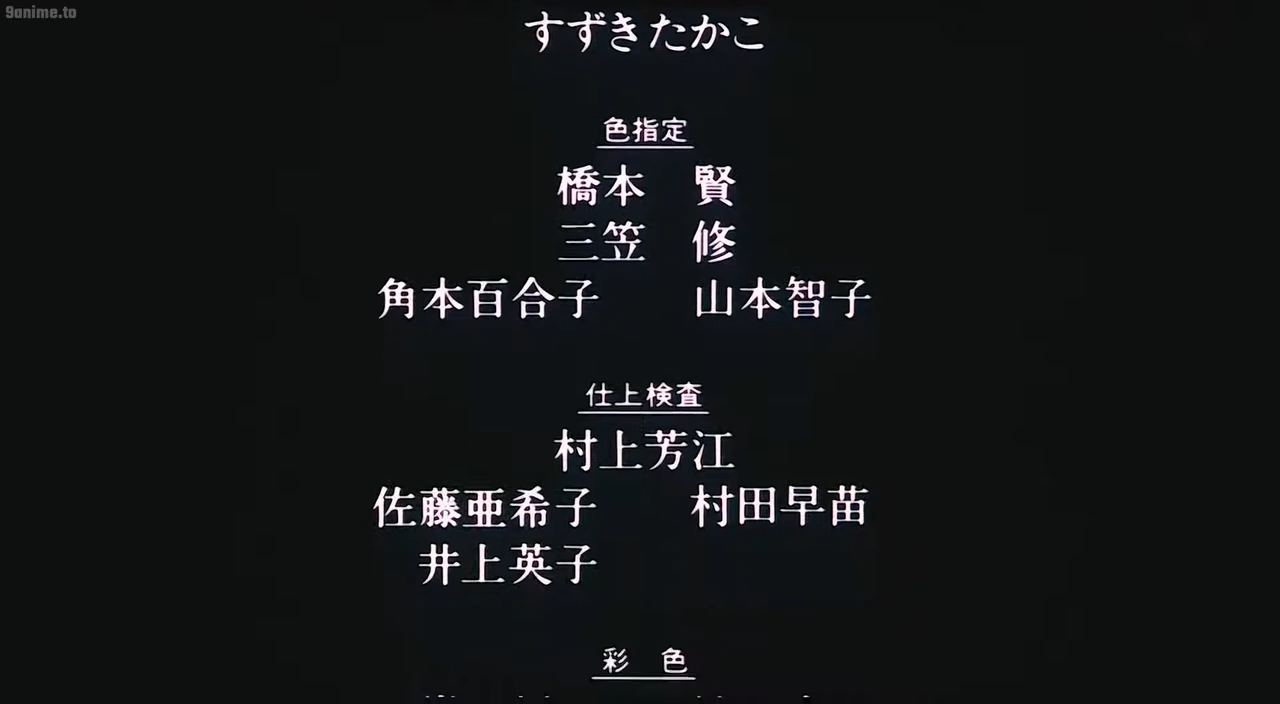 9anime.to
すずきたかこ
色指定
橋本 賢
三笠 修
角本百合子 山本智子
仕上検査
村上芳江
佐藤亜希子 村田早苗
井上英子
彩 色